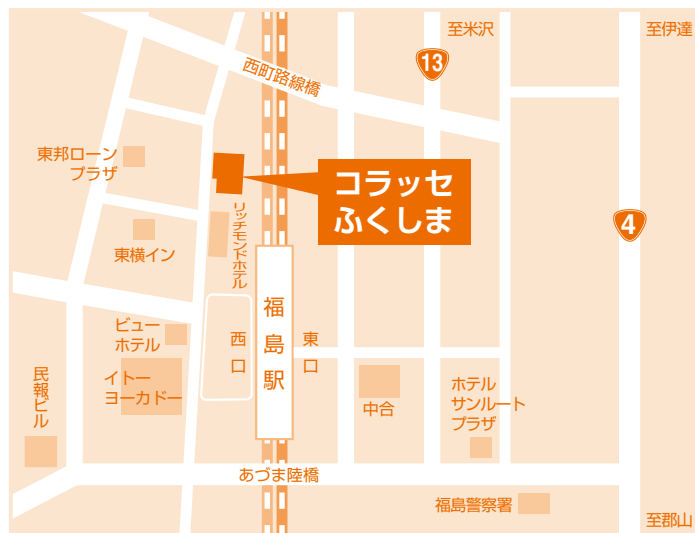 至米沢
至伊達
13
西町路線橋
東邦ローン
プラザ
コラッセ
ふくしま
4
リッチモンドホテル
東横イン
福島駅
西口
東口
ビュー
ホテル
イトー
ヨーカドー
民報ビル
中合
ホテル
サンルート
プラザ
あづま陸橋
福島警察署
至郡山